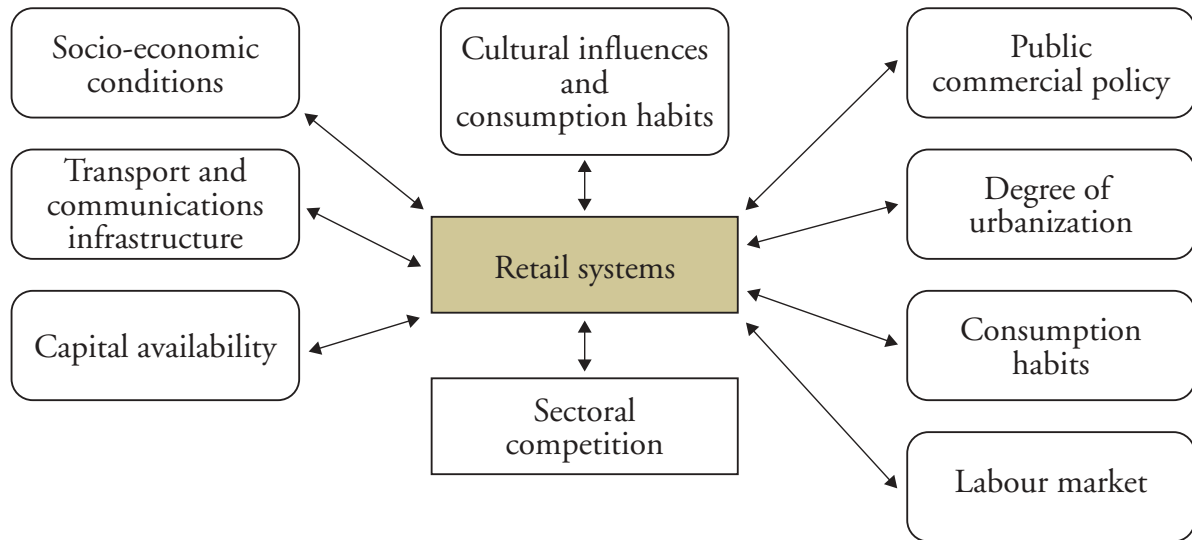 Socio-economic
conditions
Cultural influences
and
consumption habits
Public
commercial policy
Transport and
communications
infrastructure
Degree of
urbanization
Retail systems
Capital availability
Consumption
habits
Sectoral
competition
Labour market